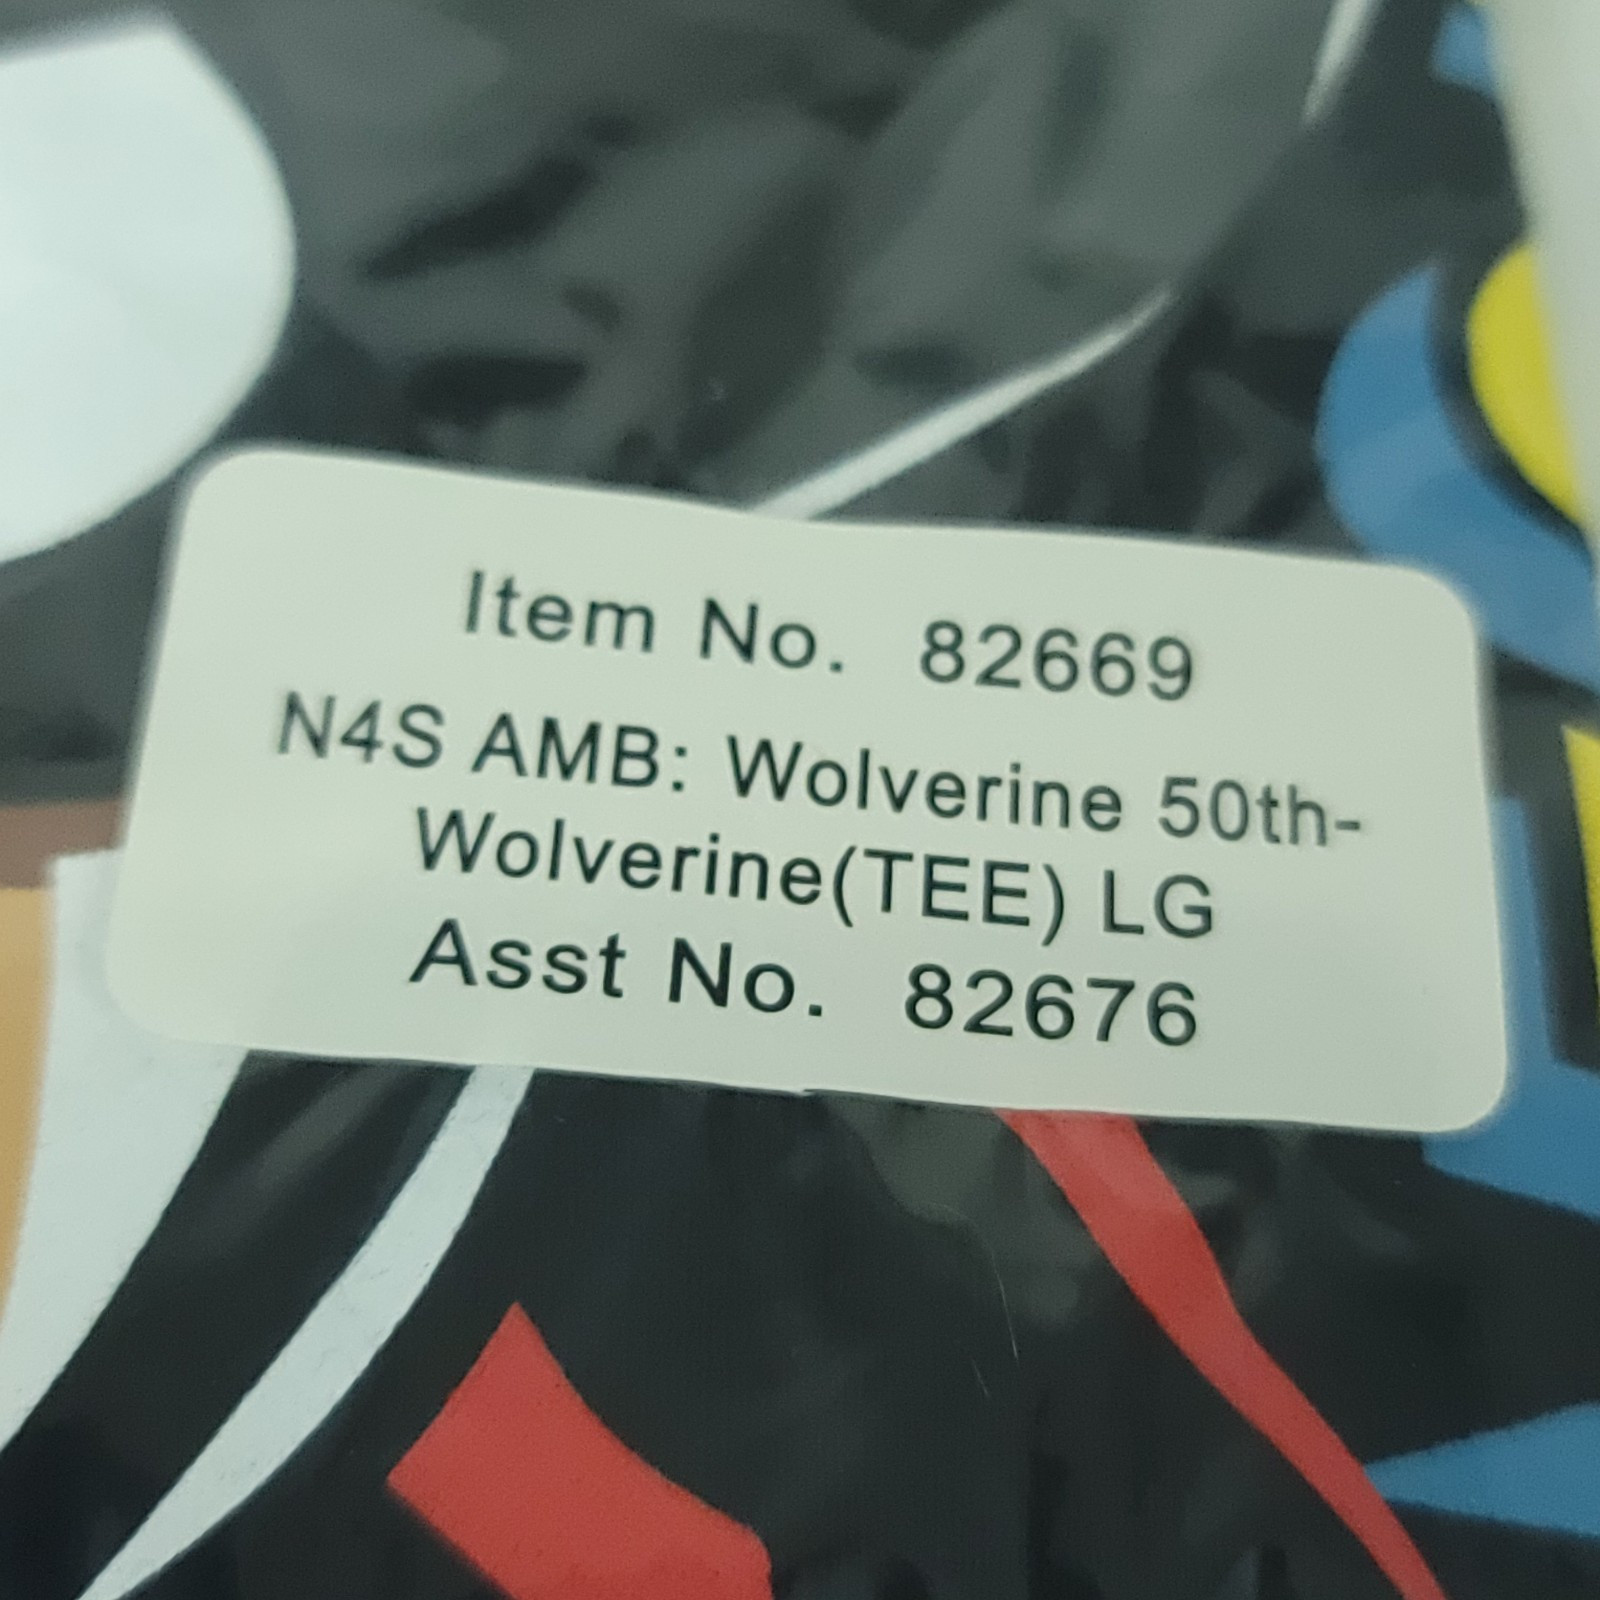 Item No. 82669
N4S AMB: Wolverine 50th-
Wolverine(TEE) LG
Asst No. 82676